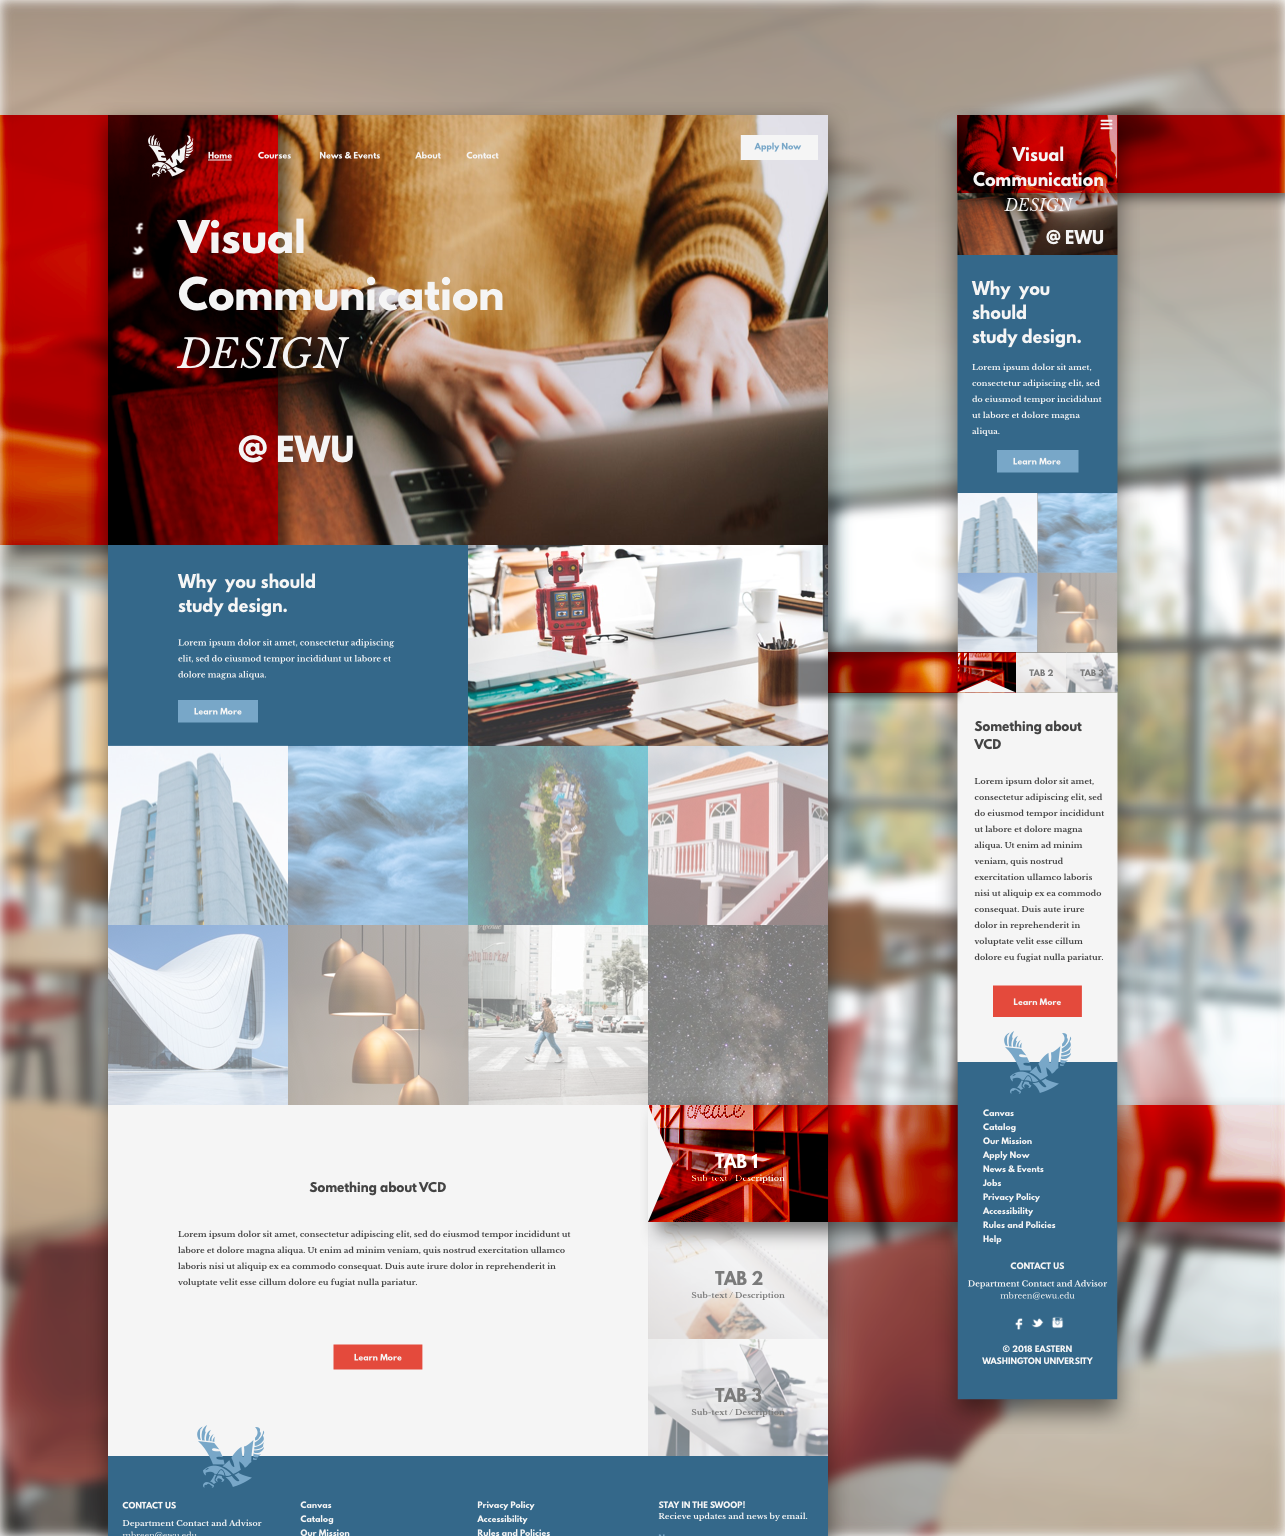 Home
Courses
News & Events
About
Contact
Apply Now
Visual
Communication
DESIGN
@ EWU
Why you should
study design.
Lorem ipsum dolor sit amet, consectetur adipiscing
elit, sed do eiusmod tempor incididunt ut labore et
dolore magna aliqua.
Learn More
create
TAB 1
Sub-text / Description
Something about VCD
Lorem ipsum dolor sit amet, consectetur adipiscing elit, sed do eiusmod tempor incididunt ut
labore et dolore magna aliqua. Ut enim ad minim veniam, quis nostrud exercitation ullamco
laboris nisi ut aliquip ex ea commodo consequat. Duis aute irure dolor in reprehenderit in
voluptate velit esse cillum dolore eu fugiat nulla pariatur.
Learn More
TAB 2
Sub-text / Description
TAB 3
Sub-text / Description
CONTACT US
Department Contact and Advisor
mbreen@ewu.edu
Canvas
Catalog
Our Mission
Privacy Policy
Accessibility
Rules and Policies
STAY IN THE SWOOP!
Recieve updates and news by email.
Visual
Communication
DESIGN
@ EWU
Why you
should
study design.
Lorem ipsum dolor sit amet,
consectetur adipiscing elit, sed
do eiusmod tempor incididunt
ut labore et dolore magna
aliqua.
Learn More
TAB 2
TAB 3
Something about
VCD
Lorem ipsum dolor sit amet,
consectetur adipiscing elit, sed
do eiusmod tempor incididunt
ut labore et dolore magna
aliqua. Ut enim ad minim
veniam, quis nostrud
exercitation ullamco laboris
nisi ut aliquip ex ea commodo
consequat. Duis aute irure
dolor in reprehenderit in
voluptate velit esse cillum
dolore eu fugiat nulla pariatur.
Learn More
Canvas
Catalog
Our Mission
Apply Now
News & Events
Jobs
Privacy Policy
Accessibility
Rules and Policies
Help
CONTACT US
Department Contact and Advisor
mbreen@ewu.edu
© 2018 EASTERN
WASHINGTON UNIVERSITY